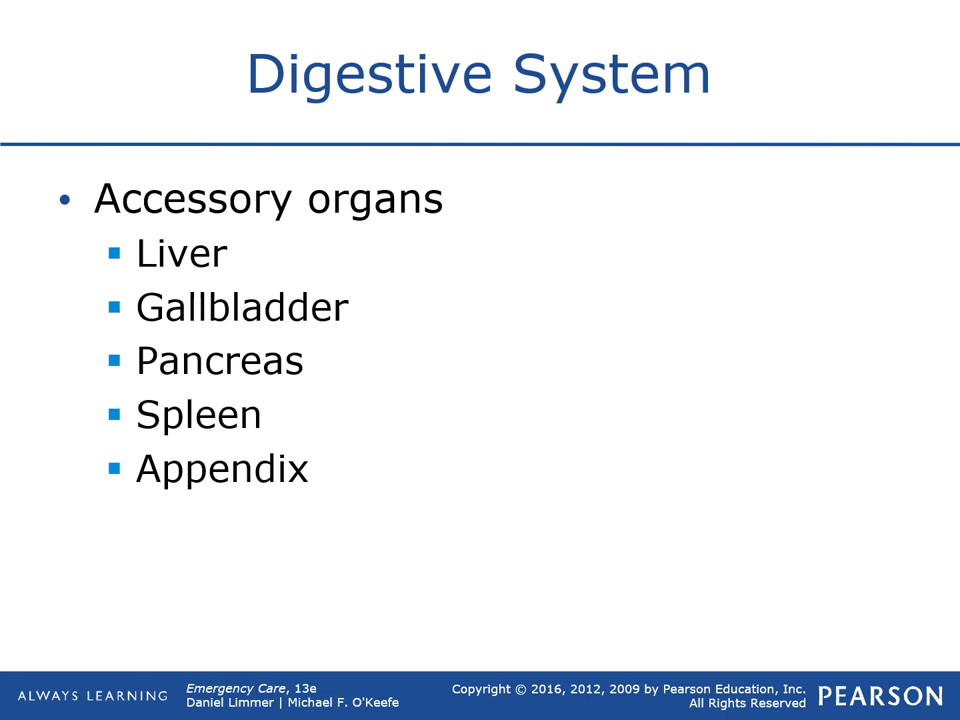 Digestive System
• Accessory organs
▪ Liver
▪ Gallbladder
▪ Pancreas
▪ Spleen
▪ Appendix
ALWAYS LEARNING
Emergency Care, 13e
Daniel Limmer | Michael F. O'Keefe
Copyright © 2016, 2012, 2009 by Pearson Education, Inc.
All Rights Reserved
PEARSON